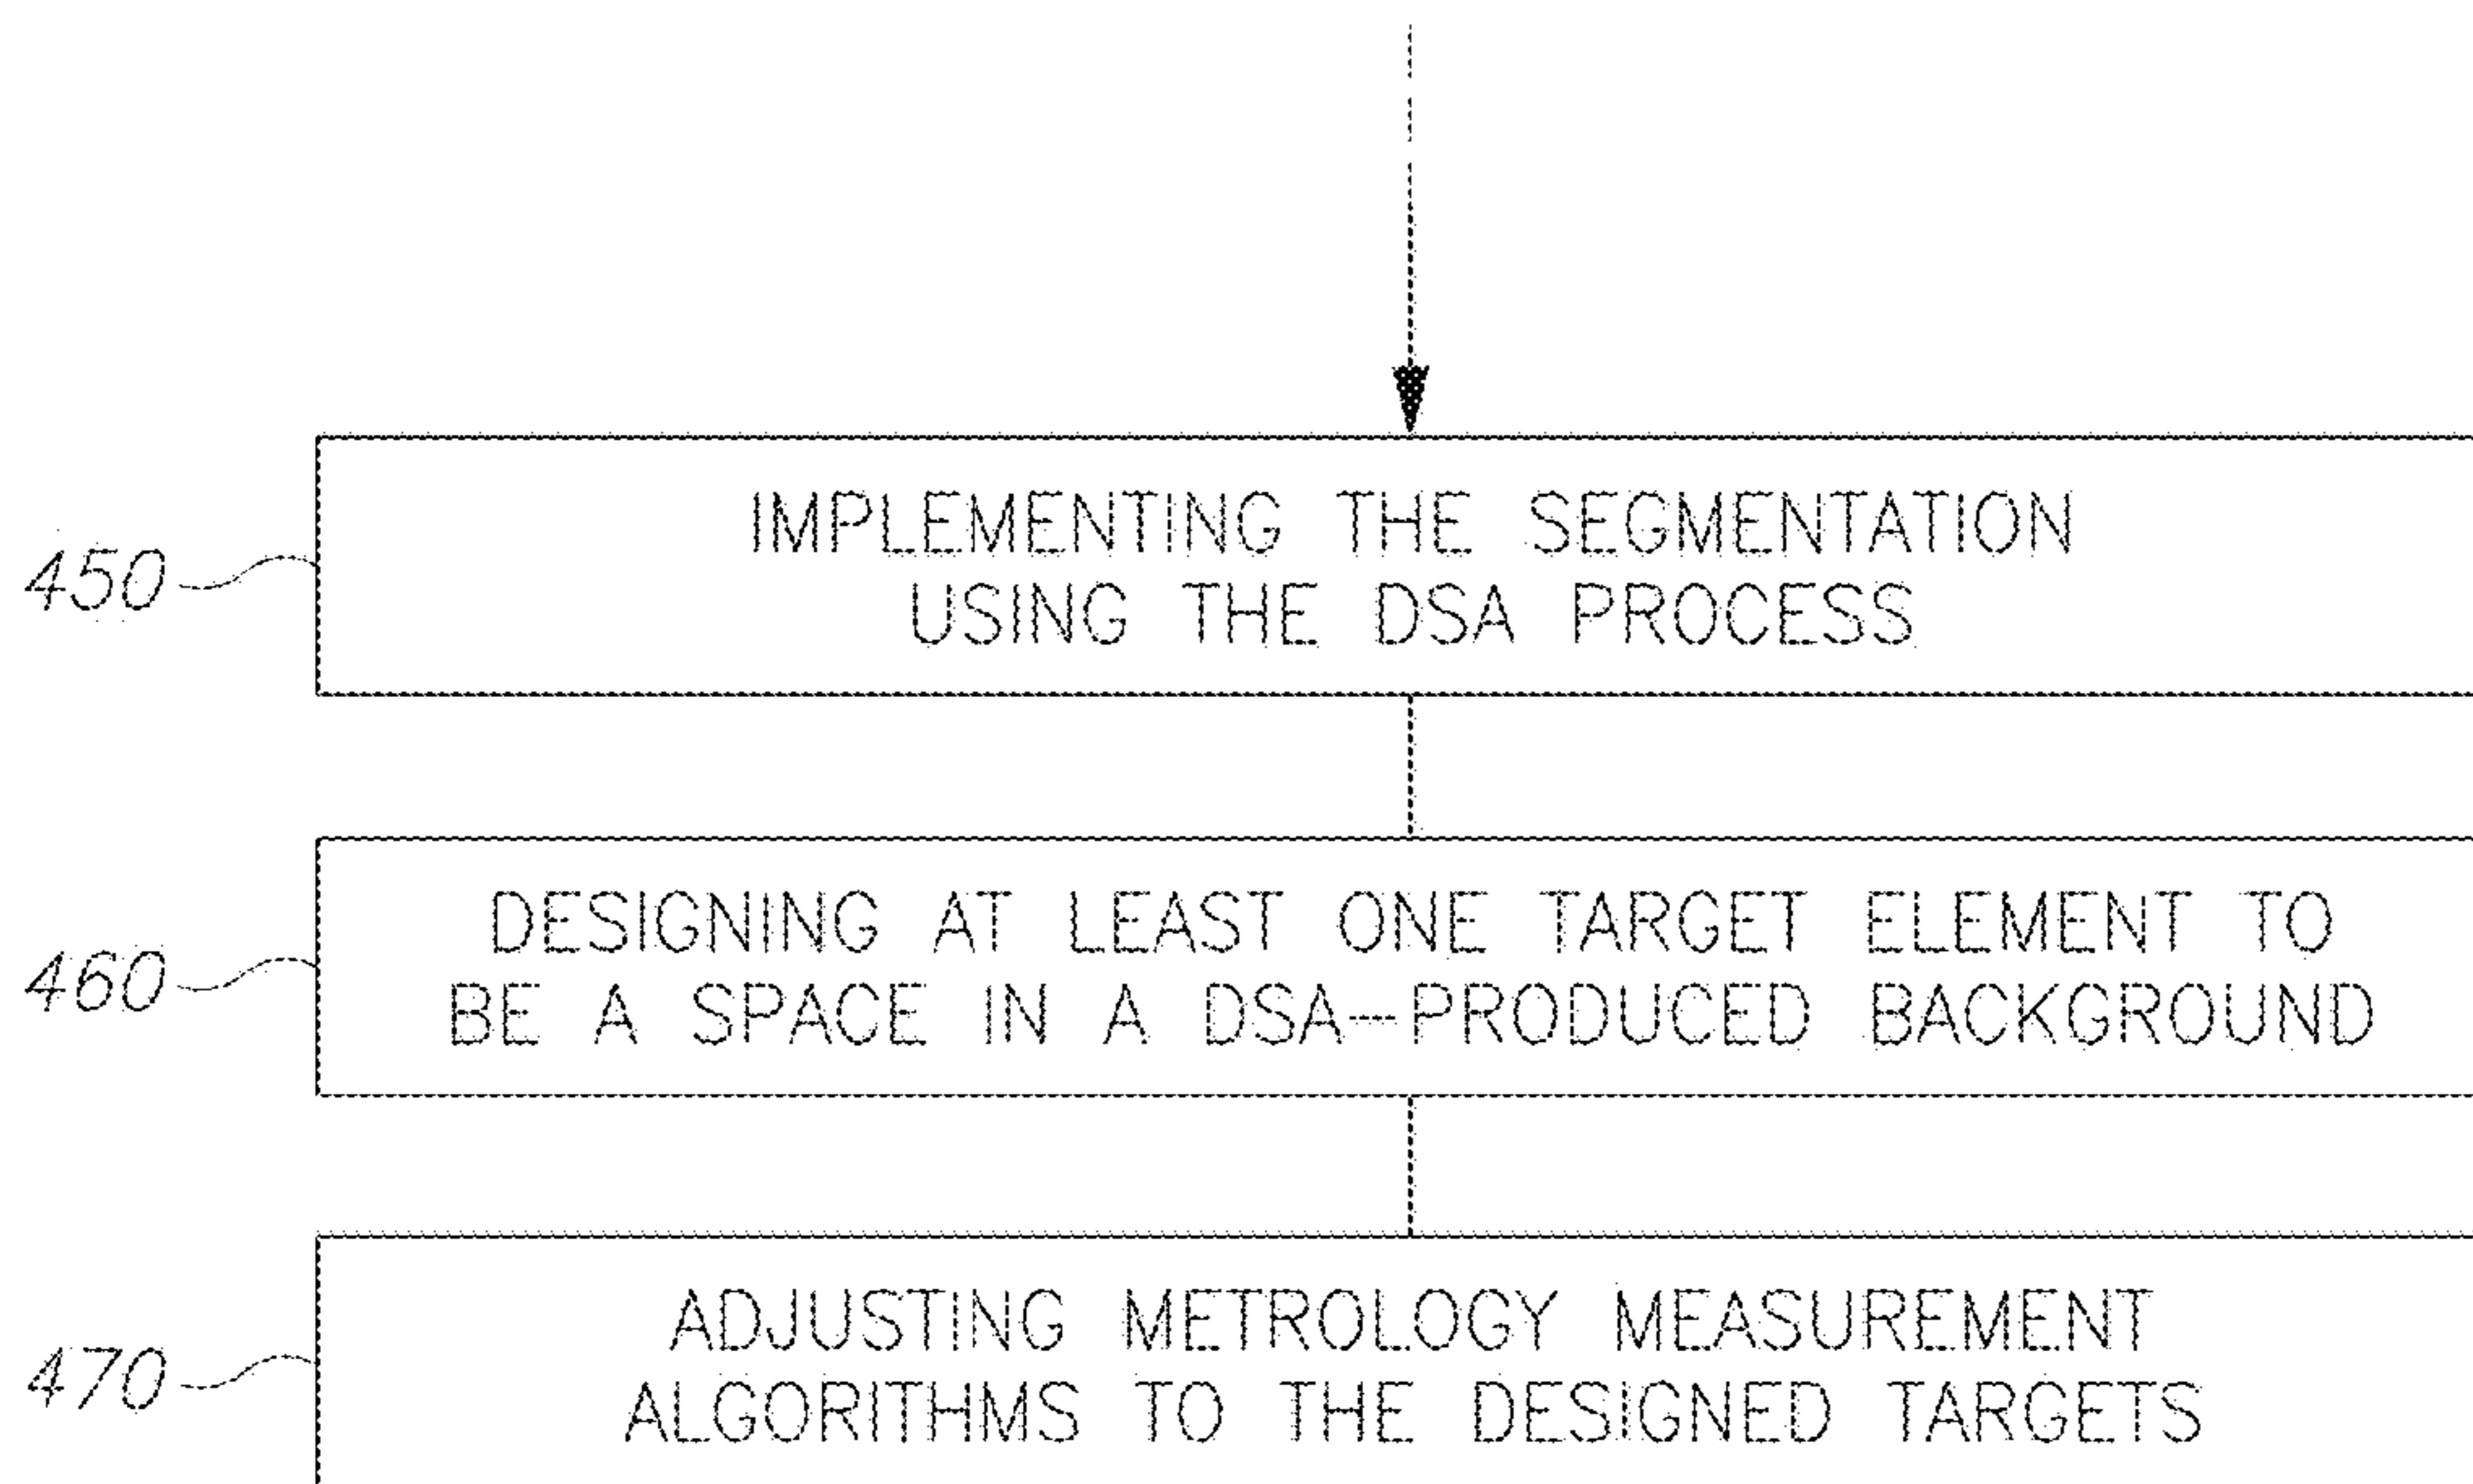 450
IMPLEMENTING THE SEGMENTATION
USING THE DSA PROCESS
460
DESIGNING AT LEAST ONE TARGET ELEMENT TO
BE A SPACE IN A DSA-PRODUCED BACKGROUND
470
ADJUSTING METROLOGY MEASUREMENT
ALGORITHMS TO THE DESIGNED TARGETS